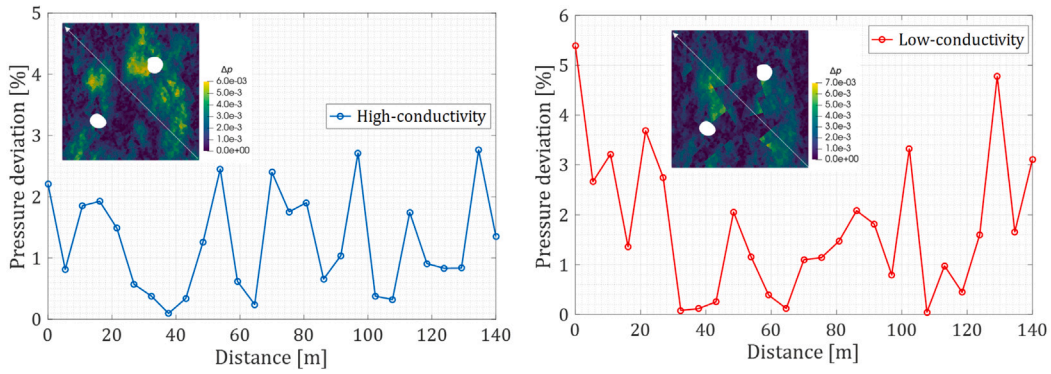 5
4
3
2
1
0
Pressure deviation [%]
0
20
40
60
80
100
120
140
Distance [m]
Δp
6.0e-03
5.0e-3
4.0e-3
3.0e-3
2.0e-3
1.0e-3
0.0e+00
High-conductivity
6
5
4
3
2
1
0
Pressure deviation [%]
0
20
40
60
80
100
120
140
Distance [m]
Δp
7.0e-03
6.0e-3
5.0e-3
4.0e-3
3.0e-3
2.0e-3
1.0e-3
0.0e+00
Low-conductivity